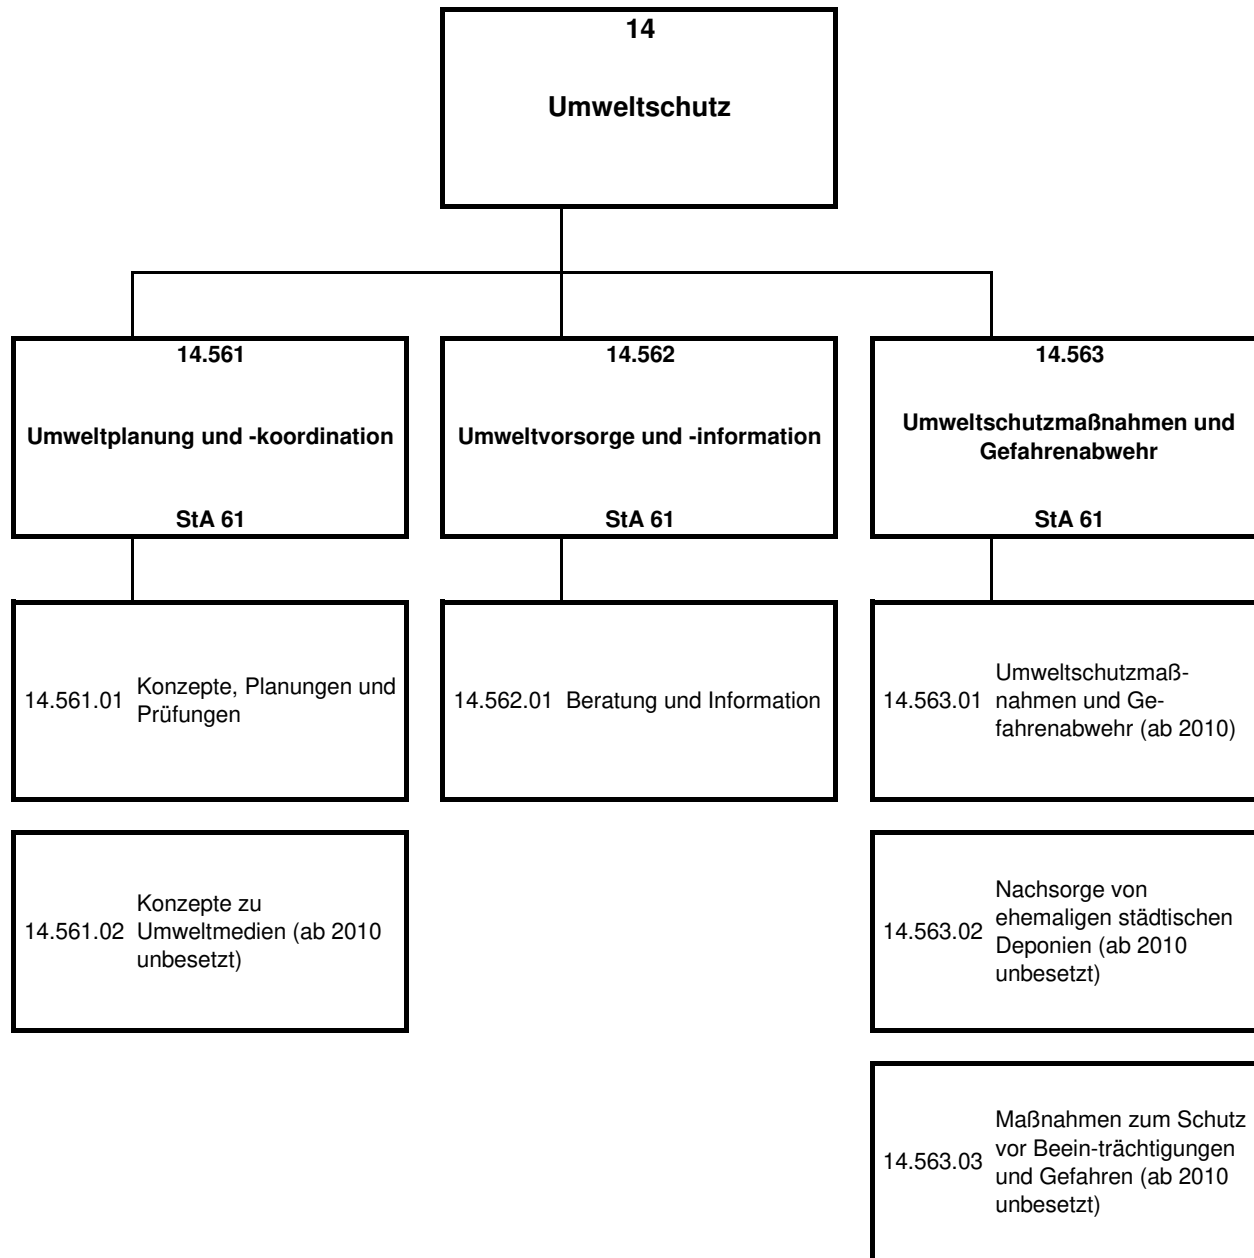 14
Umweltschutz
14.561
Umweltplanung und -koordination
StA 61
14.562
Umweltvorsorge und -information
StA 61
14.563
Umweltschutzmaßnahmen und
Gefahrenabwehr
StA 61
14.561.01
Konzepte, Planungen und
Prüfungen
14.562.01 Beratung und Information
14.563.01
Umweltschutzmaß-
nahmen und Ge-
fahrenabwehr (ab 2010)
14.561.02
Konzepte zu
Umweltmedien (ab 2010
unbesetzt)
14.563.02
Nachsorge von
ehemaligen städtischen
Deponien (ab 2010
unbesetzt)
14.563.03
Maßnahmen zum Schutz
vor Beein-trächtigungen
und Gefahren (ab 2010
unbesetzt)